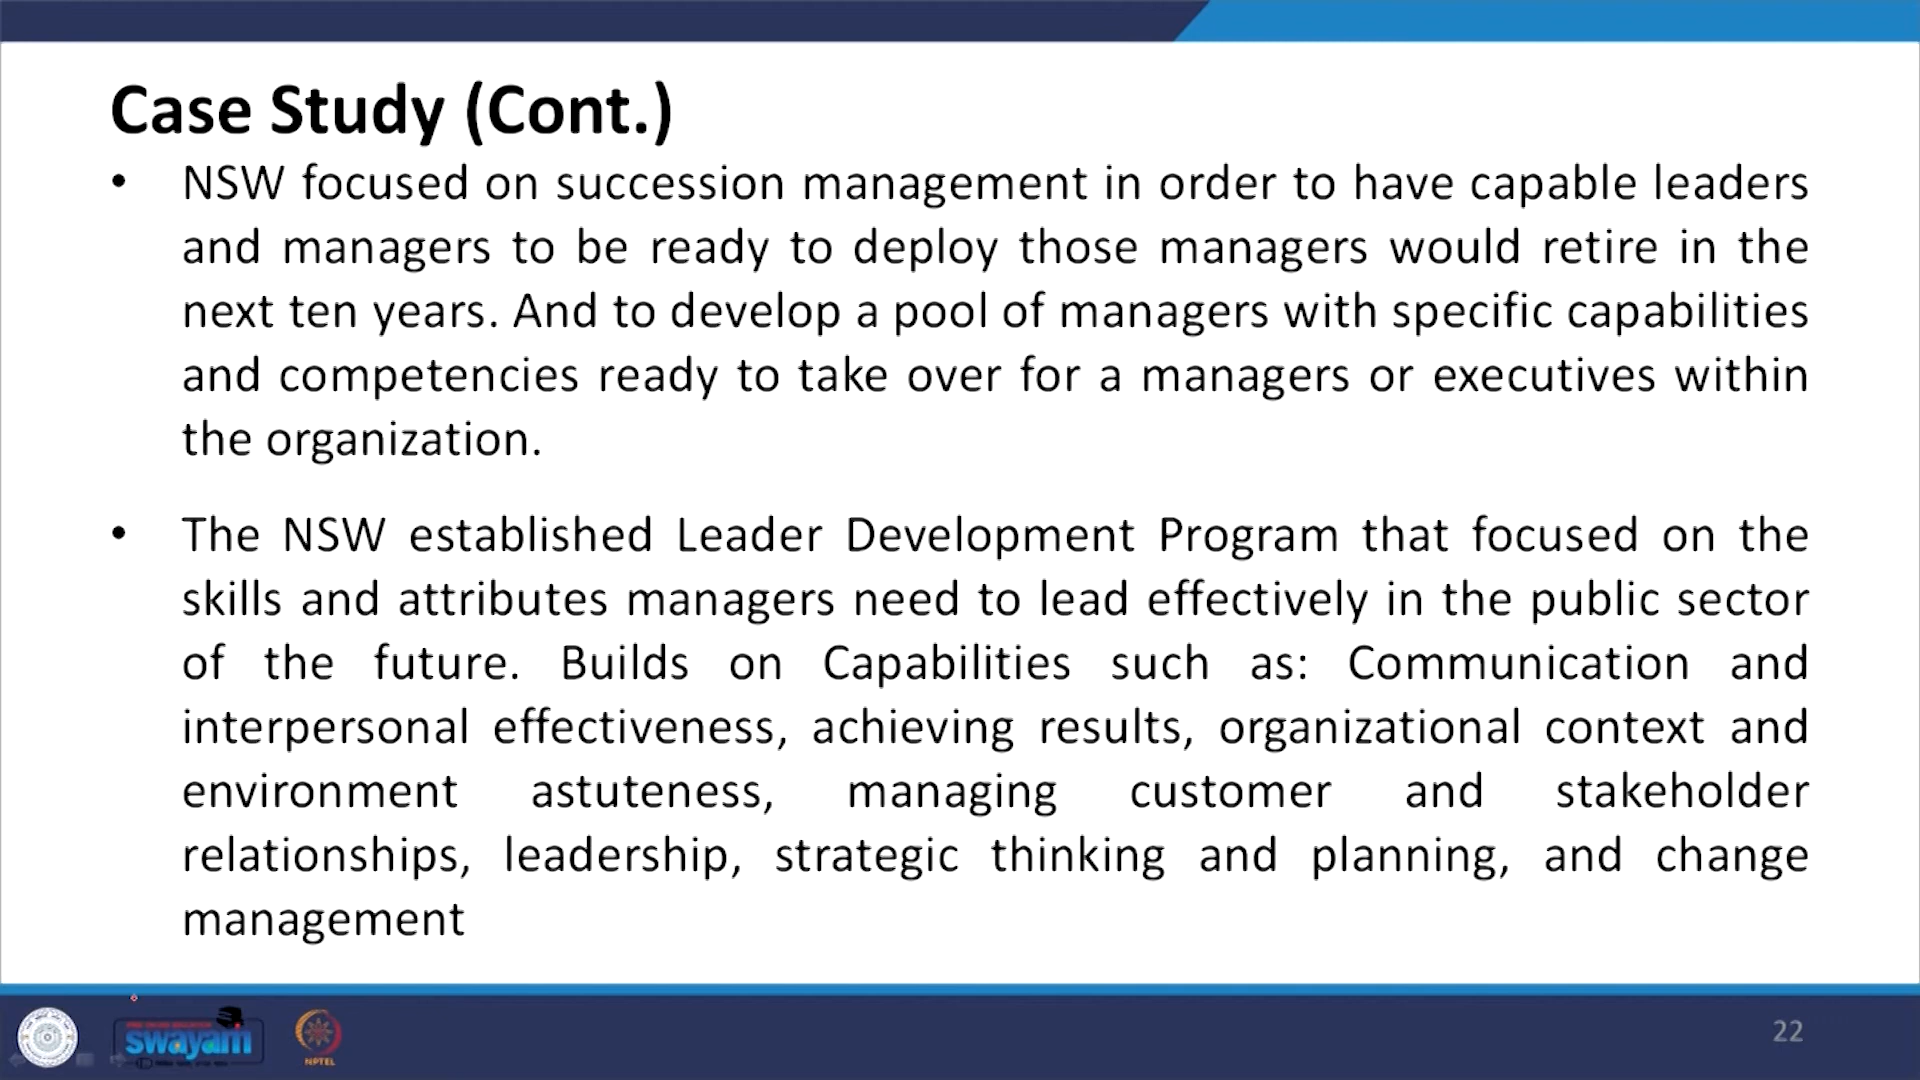 Case Study (Cont.)
• NSW focused on succession management in order to have capable leaders
and managers to be ready to deploy those managers would retire in the
next ten years. And to develop a pool of managers with specific capabilities
and competencies ready to take over for a managers or executives within
the organization.
• The NSW established Leader Development Program that focused on the
skills and attributes managers need to lead effectively in the public sector
of the future. Builds on Capabilities such as: Communication and
interpersonal effectiveness, achieving results, organizational context and
environment astuteness, managing customer and stakeholder
relationships, leadership, strategic thinking and planning, and change
management
swayam
NPTEL
22